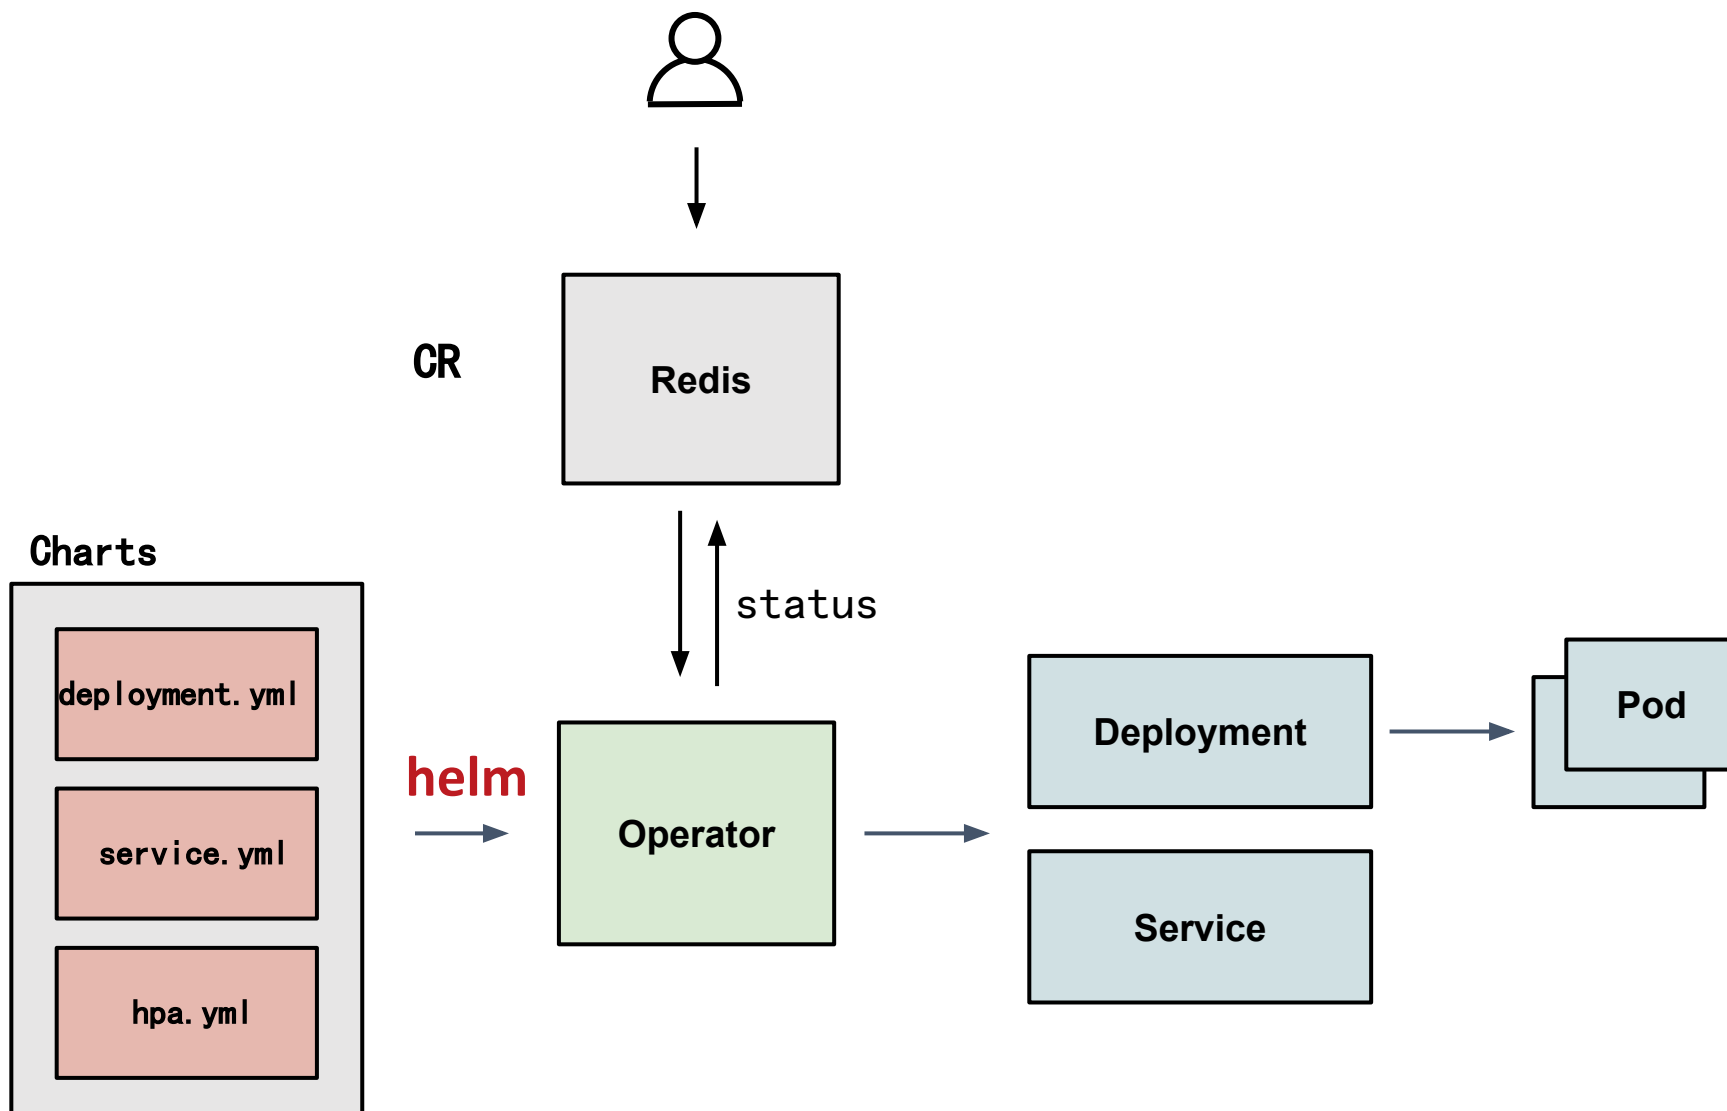 CR
Redis
Charts
status
deployment.yml
service.yml
hpa.yml
helm
Operator
Deployment
Service
Pod